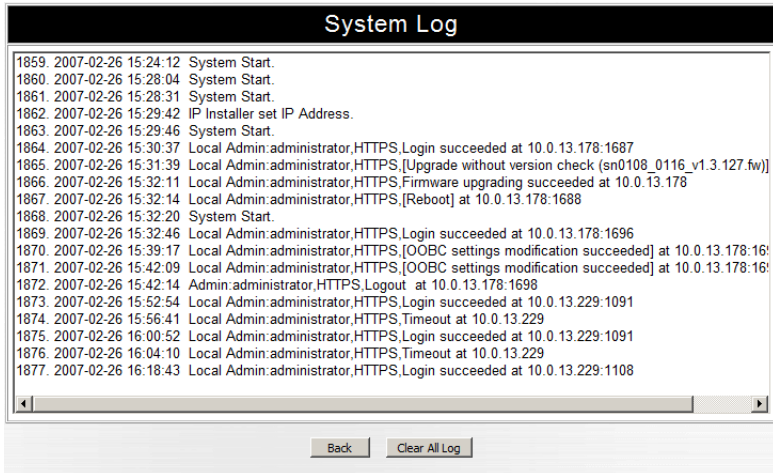 System Log
1859. 2007-02-26 15:24:12 System Start.
1860. 2007-02-26 15:28:04 System Start.
1861. 2007-02-26 15:28:31 System Start.
1862. 2007-02-26 15:29:42 IP Installer set IP Address.
1863. 2007-02-26 15:29:46 System Start.
1864. 2007-02-26 15:30:37 Local Admin:administrator,HTTPS,Login succeeded at 10.0.13.178:1687
1865. 2007-02-26 15:31:39 Local Admin:administrator,HTTPS,[Upgrade without version check (sn0108_0116_v1.3.127.fw)]
1866. 2007-02-26 15:32:11 Local Admin:administrator,HTTPS,Firmware upgrading succeeded at 10.0.13.178
1867. 2007-02-26 15:32:14 Local Admin:administrator,HTTPS,[Reboot] at 10.0.13.178:1688
1868. 2007-02-26 15:32:20 System Start.
1869. 2007-02-26 15:32:46 Local Admin:administrator,HTTPS,Login succeeded at 10.0.13.178:1696
1870. 2007-02-26 15:39:17 Local Admin:administrator,HTTPS,[OOBC settings modification succeeded] at
1871. 2007-02-26 15:42:09 Local Admin:administrator,HTTPS,[OOBC settings modification succeeded] at
1872. 2007-02-26 15:42:14 Admin:administrator,HTTPS,Logout at 10.0.13.178:1698
1873. 2007-02-26 15:52:54 Local Admin:administrator,HTTPS,Login succeeded at 10.0.13.229:1091
1874. 2007-02-26 15:56:41 Local Admin:administrator,HTTPS,Timeout at 10.0.13.229
1875. 2007-02-26 16:00:52 Local Admin:administrator,HTTPS,Login succeeded at 10.0.13.229:1091
1876. 2007-02-26 16:04:10 Local Admin:administrator,HTTPS,Timeout at 10.0.13.229
1877. 2007-02-26 16:18:43 Local Admin:administrator,HTTPS,Login succeeded at 10.0.13.229:1108
Back
Clear All Log